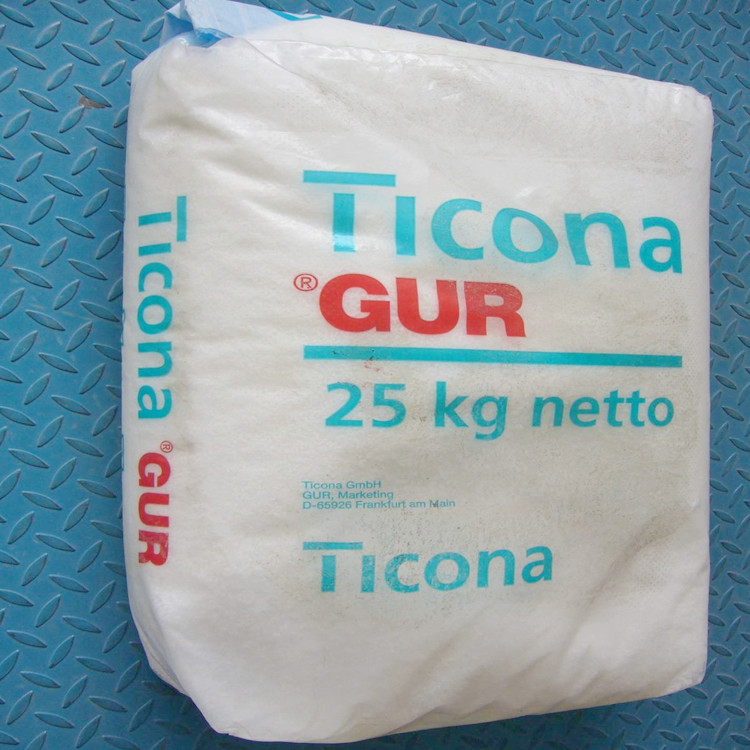 Ticona
®GUR
25 kg netto
Ticona GmbH
GUR, Marketing
D-65926 Frankfurt am Main
Ticona
Ticona ®GUR